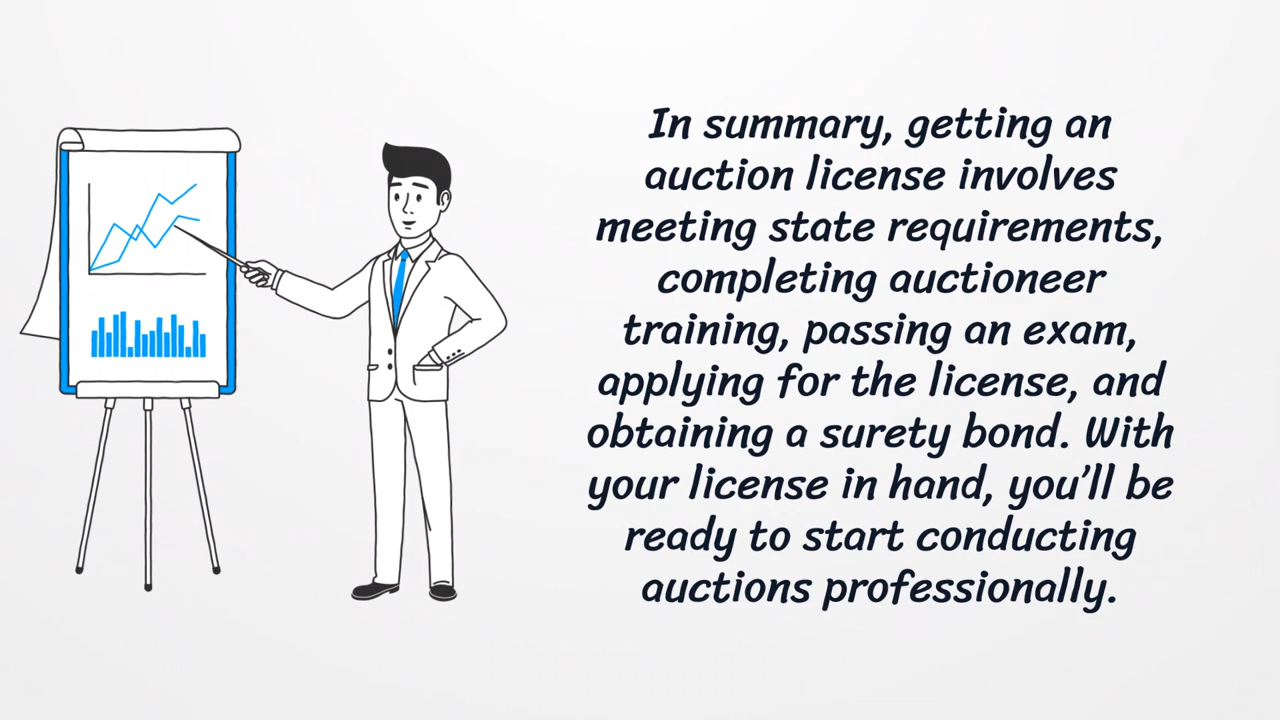 In summary, getting an
auction license involves
meeting state requirements,
completing auctioneer
training, passing an exam,
applying for the license, and
obtaining a surety bond. With
your license in hand, you’ll be
ready to start conducting
auctions professionally.